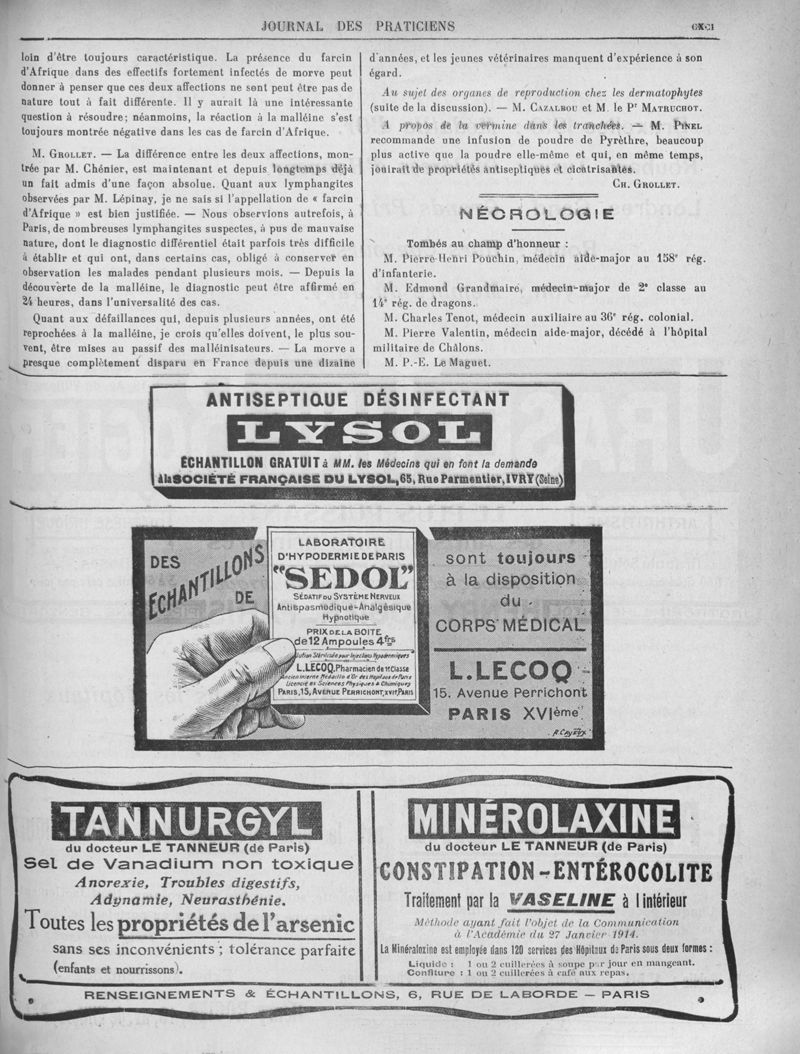 JOURNAL DES PRATICIENS
loin d'être toujours caractéristique. La présence du farcin
d'Afrique dans des effectifs fortement infectés de morve peut
donner à penser que ces deux affections ne sont peut être pas de
nature tout à fait différente. Il y aurait là une intéressante
question à résoudre; néanmoins, la réaction à la malléine s'est
toujours montrée négative dans les cas de farcin d'Afrique.
M. GROLLET. — La différence entre les deux affections, mon-
trée par M. Chénier, est maintenant et depuis longtemps déjà
un fait admis d'une façon absolue. Quant aux lymphangites
observées par M. Lépinay, je ne sais si l'appellation de « farcin
d'Afrique » est bien justifiée. — Nous observions autrefois, à
Paris, de nombreuses lymphangites suspectes, à pus de mauvaise
nature, dont le diagnostic différentiel était parfois très difficile
à établir et qui ont, dans certains cas, obligé à conserver en
observation les malades pendant plusieurs mois. — Depuis la
découverte de la malléine, le diagnostic peut être affirmé en
24 heures, dans l'universalité des cas.
Quant aux défaillances qui, depuis plusieurs années, ont été
reprochées à la malléine, je crois qu'elles doivent, le plus sou-
vent, être mises au passif des malléinisateurs. — La morve a
presque complètement disparu en France depuis une dizaine
d'années, et les jeunes vétérinaires manquent d'expérience à son
égard.
Au sujet des organes de reproduction chez les dermatophytes
(suite de la discussion). — M. CAZALBOU et M. le Pr MATRUCHOT.
A propos de la vermine dans les tranchées. — M. PINEL
recommande une infusion de poudre de Pyrèthre, beaucoup
plus active que la poudre elle-même et qui, en même temps,
jouirait de propriétés antiseptiques et cicatrisantes.
CH. GROLLET.
NÉCROLOGIE
Tombés au champ d'honneur :
M. Pierre-Henri Pouchin, médecin aide-major au 158e rég.
d'infanterie.
M. Edmond Grandmaire, médecin-major de 2e classe au
14e rég. de dragons.
M. Charles Tenot, médecin auxiliaire au 36e rég. colonial.
M. Pierre Valentin, médecin aide-major, décédé à l'hôpital
militaire de Châlons.
M. P.-E. Le Maguet.
ANTISEPTIQUE DÉSINFECTANT
LYSOL
ÉCHANTILLON GRATUIT à MM. les Médecins qui en font la demande
à la SOCIÉTÉ FRANÇAISE DU LYSOL, 65, Rue Parmentier, IVRY (Seine)
DES
ÉCHANTILLONS
DE
LABORATOIRE
D'HYPODERMIE DE PARIS
"SEDOL"
SÉDATIF DU SYSTÈME NERVEUX
Antispasmodique-Analgésique
Hypnotique
PRIX DE LA BOITE
de 12 Ampoules 4frs
Solution Stérilisée pour Injections Hypodermiques
L. LECOQ, Pharmacien de 1re Classe
Ancien interne Médaille d'Or des Hôpitaux de Paris
Licencié ès Sciences Physiques & Chimiques
PARIS, 15, AVENUE PERRICHONT, XVIe, PARIS
sont toujours
à la disposition
du
CORPS MÉDICAL
L. LECOQ
15. Avenue Perrichont
PARIS XVIème
TANNURGYL
du docteur LE TANNEUR (de Paris)
Sel de Vanadium non toxique
Anorexie, Troubles digestifs,
Adynamie, Neurasthénie.
Toutes les propriétés de l'arsenic
sans ses inconvénients ; tolérance parfaite
(enfants et nourrissons).
MINÉROLAXINE
du docteur LE TANNEUR (de Paris)
CONSTIPATION - ENTÉROCOLITE
Traitement par la VASELINE à l intérieur
Méthode ayant fait l'objet de la Communication
à l'Académie du 27 Janvier 1914.
La Minérolaxine est employée dans 120 services des Hôpitaux de Paris sous deux formes :
Liquide : 1 ou 2 cuillerées à soupe par jour en mangeant.
Confiture : 1 ou 2 cuillerées à café aux repas.
RENSEIGNEMENTS & ÉCHANTILLONS, 6, RUE DE LABORDE — PARIS